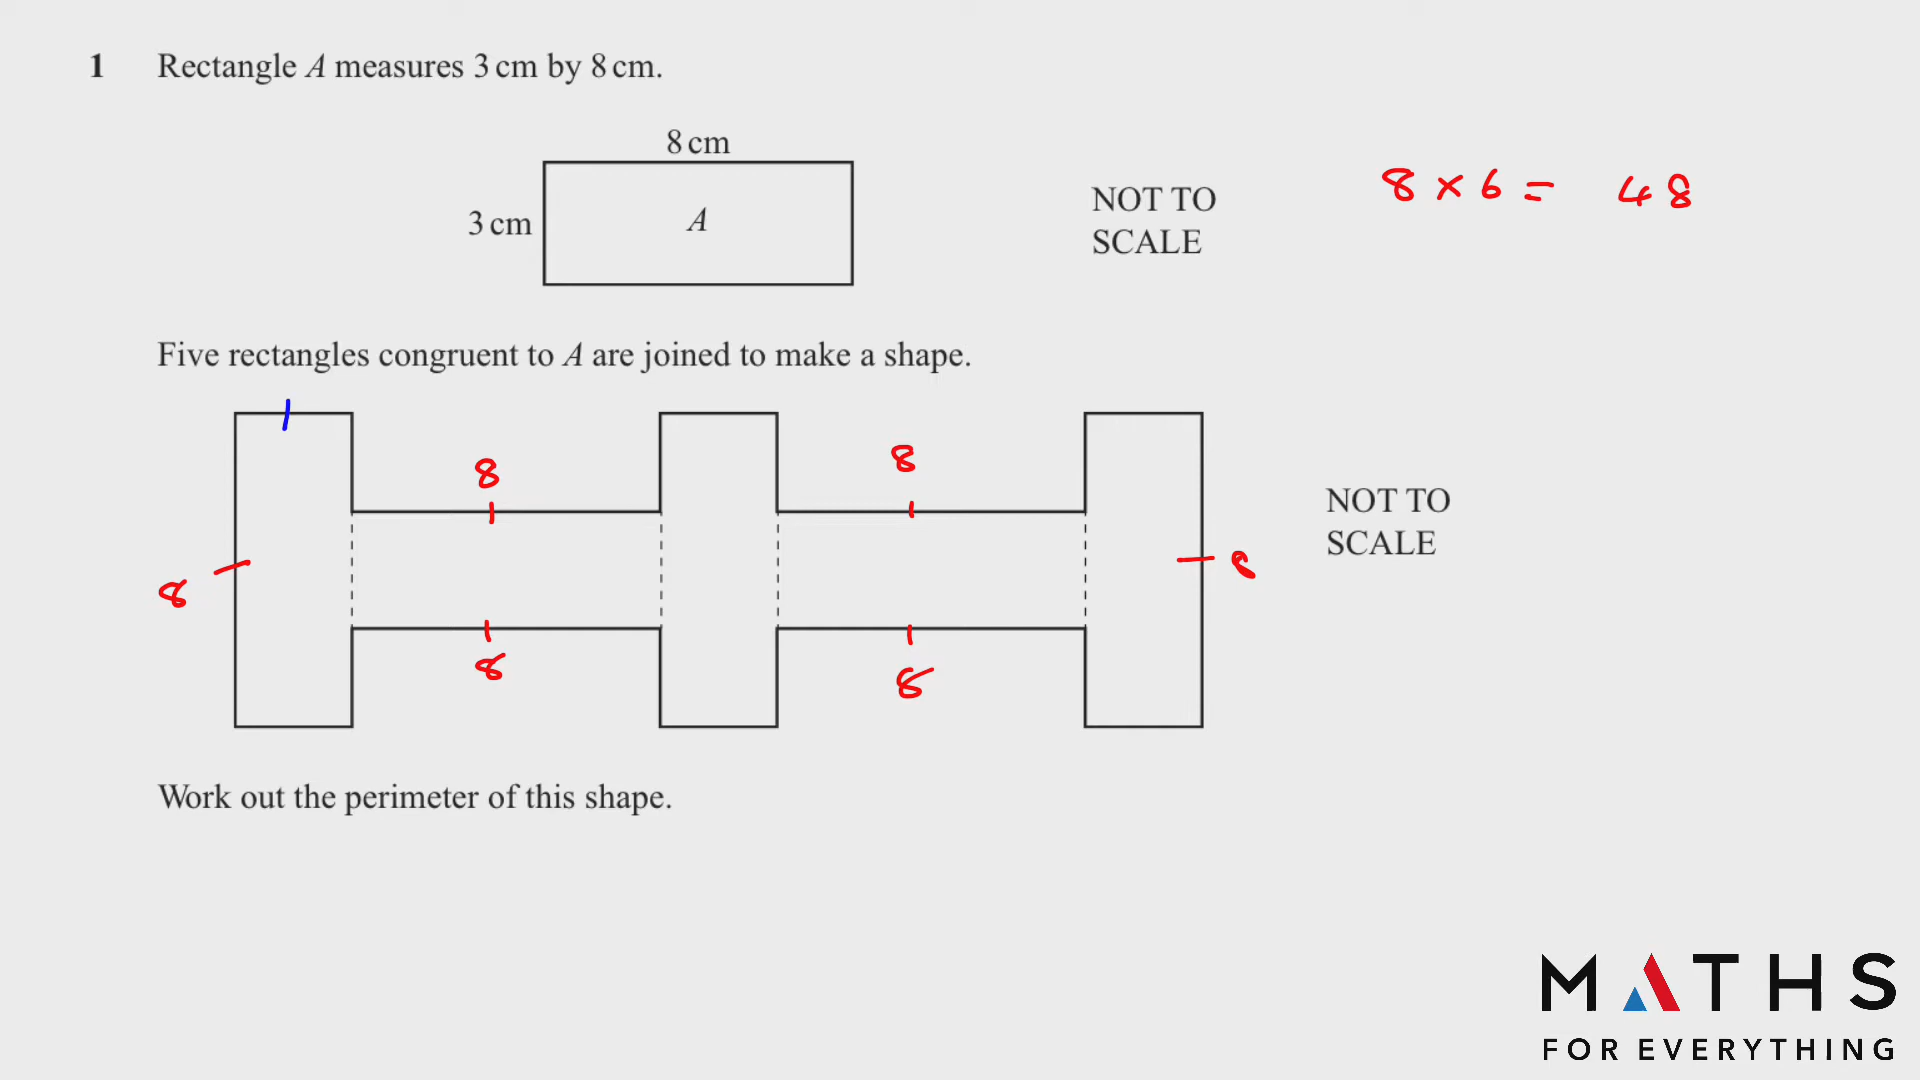 1 Rectangle A measures 3 cm by 8 cm.
8 cm
3 cm
A
NOT TO
SCALE
8 × 6 = 48
Five rectangles congruent to A are joined to make a shape.
8
8
8
8
8
8
NOT TO
SCALE
Work out the perimeter of this shape.
MATHS
FOR EVERYTHING